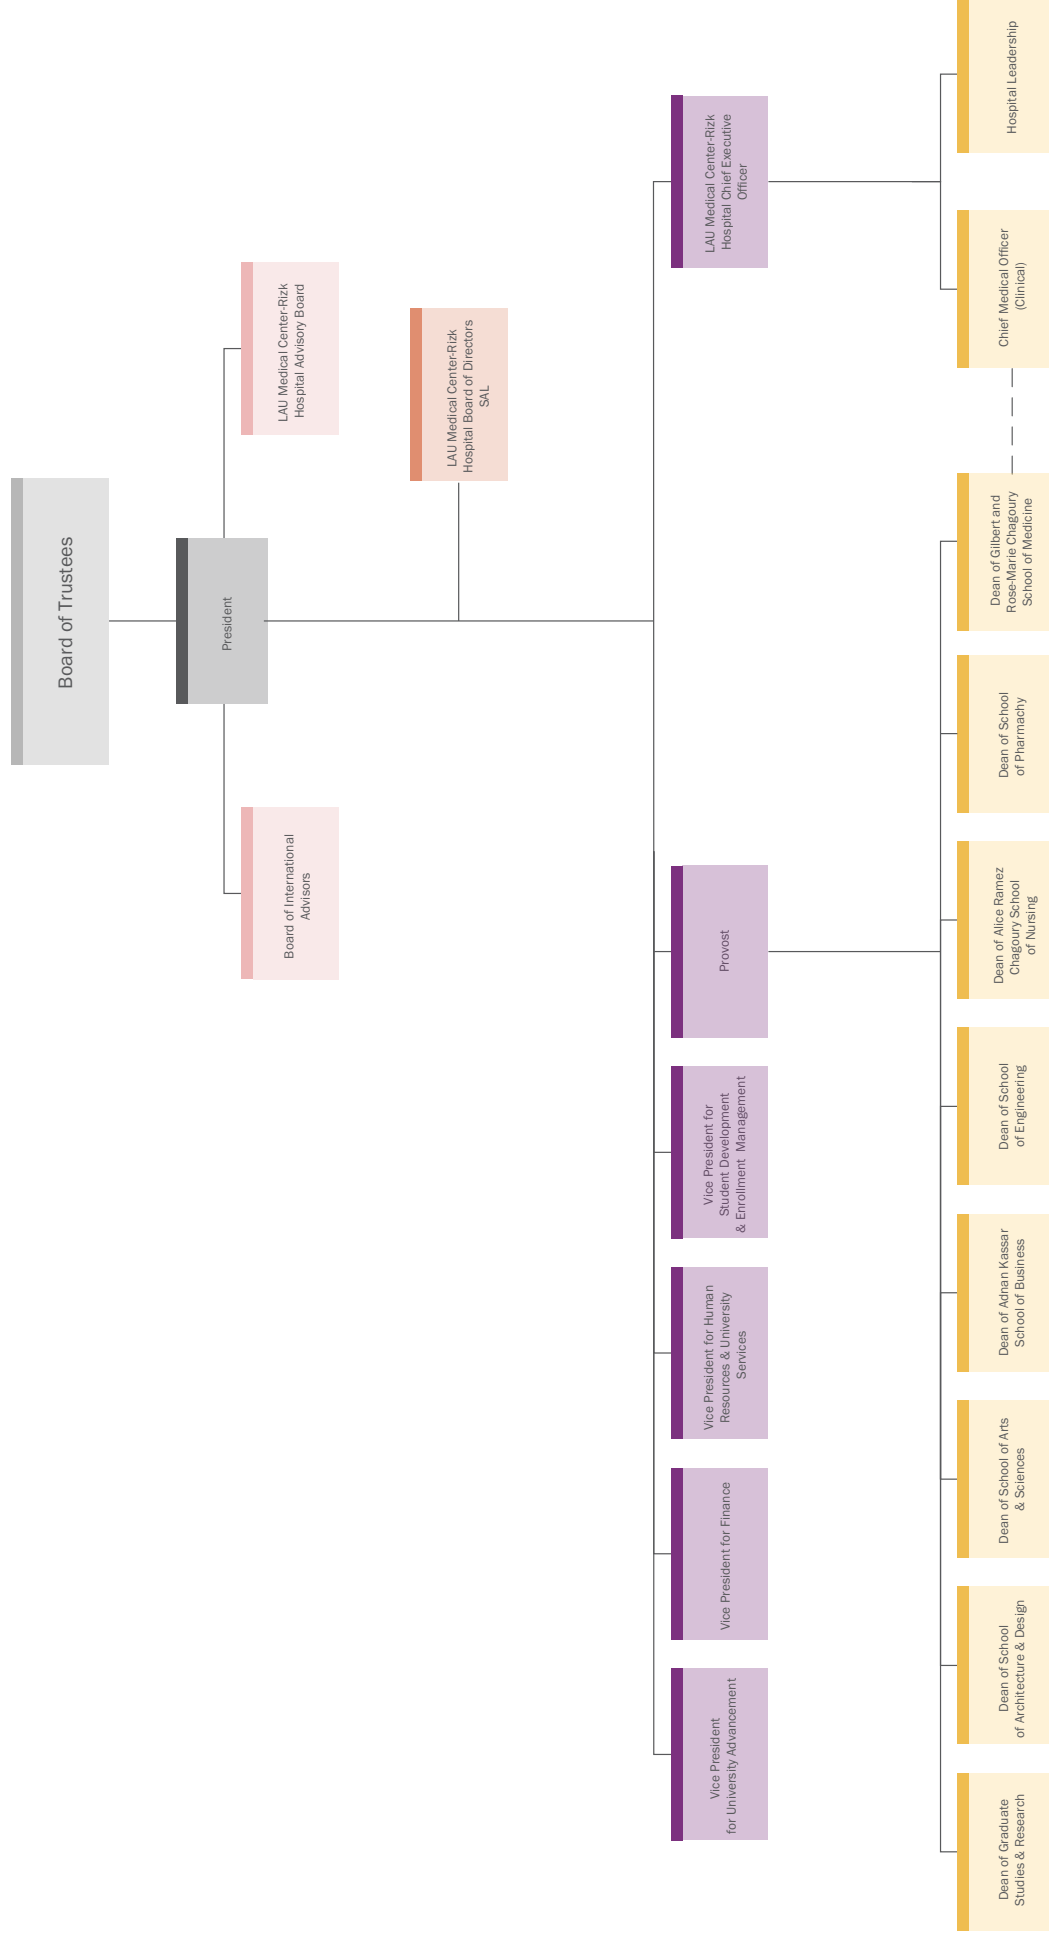 Board of Trustees
President
Board of International
Advisors
LAU Medical Center-Rizk
Hospital Advisory Board
LAU Medical Center-Rizk
Hospital Board of Directors
SAL
Vice President
for University Advancement
Vice President for Finance
Vice President for Human
Resources & University
Services
Vice President for
Student Development
& Enrollment Management
Provost
LAU Medical Center-Rizk
Hospital Chief Executive
Officer
Dean of Graduate
Studies & Research
Dean of School
of Architecture & Design
Dean of School of Arts
& Sciences
Dean of Adnan Kassar
School of Business
Dean of School
of Engineering
Dean of Alice Ramez
Chagoury School
of Nursing
Dean of School
of Pharmachy
Dean of Gilbert and
Rose-Marie Chagoury
School of Medicine
Chief Medical Officer
(Clinical)
Hospital Leadership